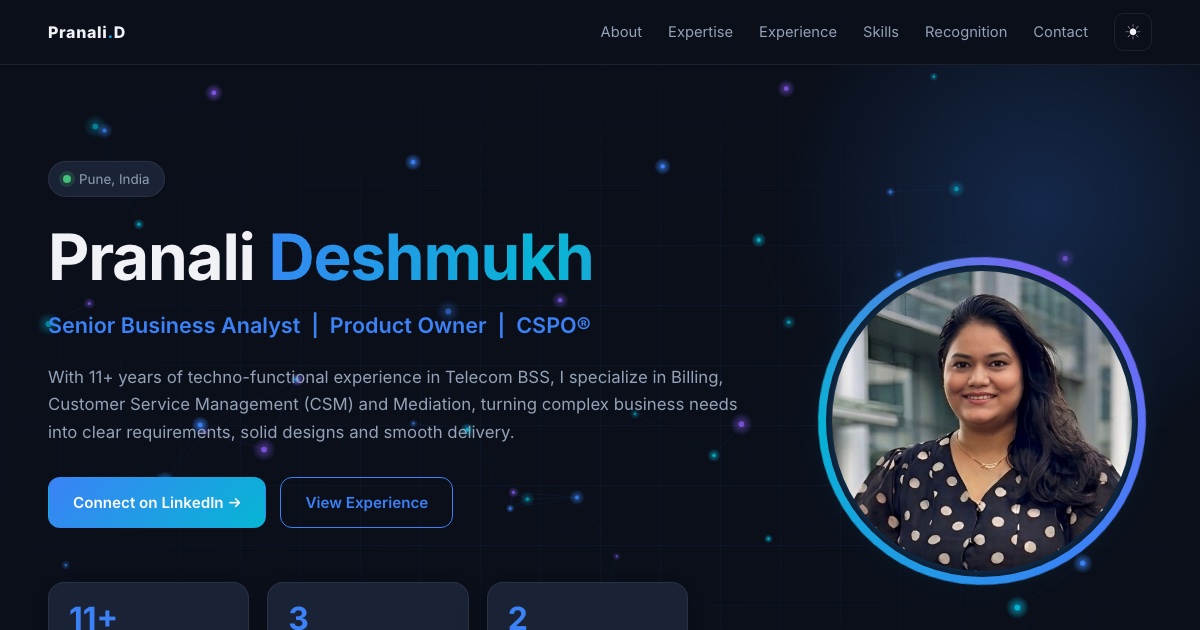 Pranali.D
About
Expertise
Experience
Skills
Recognition
Contact
Pune, India
Pranali Deshmukh
Senior Business Analyst | Product Owner | CSPO®
With 11+ years of techno-functional experience in Telecom BSS, I specialize in Billing,
Customer Service Management (CSM) and Mediation, turning complex business needs
into clear requirements, solid designs and smooth delivery.
Connect on LinkedIn →
View Experience
11+
3
2